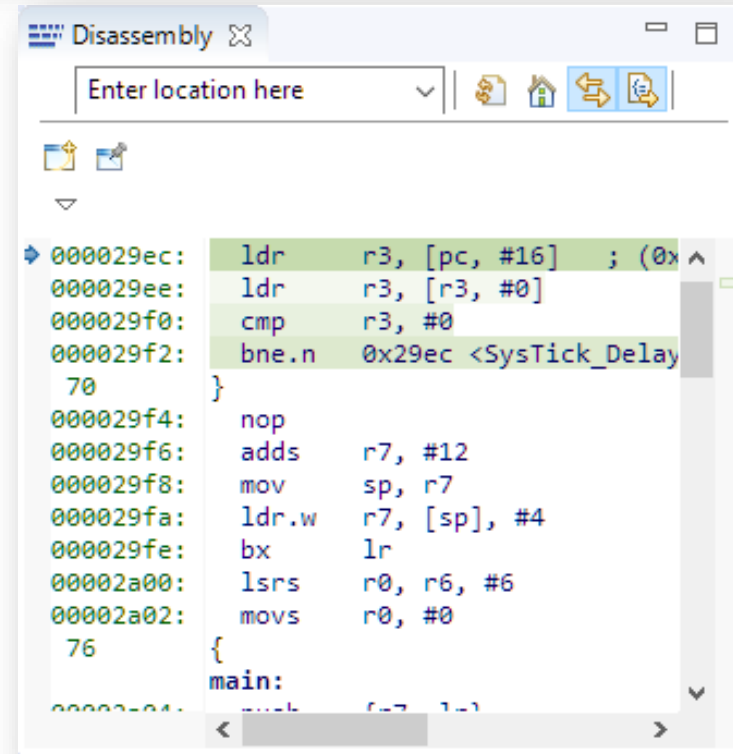 Disassembly
Enter location here
000029ec: ldr r3, [pc, #16] ; (0x
000029ee: ldr r3, [r3, #0]
000029f0: cmp r3, #0
000029f2: bne.n 0x29ec <SysTick_Delay
70 }
000029f4: nop
000029f6: adds r7, #12
000029f8: mov sp, r7
000029fa: ldr.w r7, [sp], #4
000029fe: bx lr
00002a00: lsrs r0, r6, #6
00002a02: movs r0, #0
76 {
main: